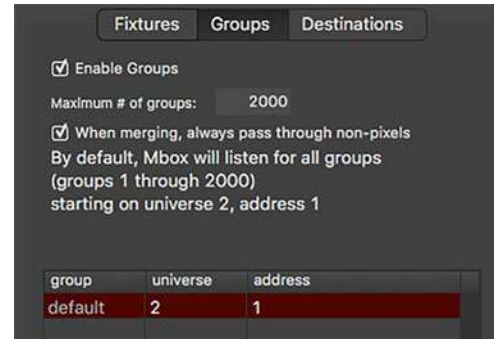 Fixtures Groups Destinations
Enable Groups
Maximum # of groups: 2000
When merging, always pass through non-pixels
By default, Mbox will listen for all groups
(groups 1 through 2000)
starting on universe 2, address 1
group universe address
default 2 1